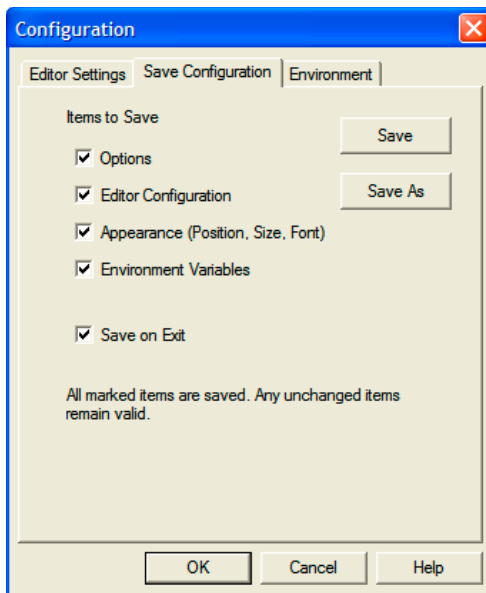 Configuration
Editor Settings Save Configuration Environment
Items to Save
Save
Options
Editor Configuration
Save As
Appearance (Position, Size, Font)
Environment Variables
Save on Exit
All marked items are saved. Any unchanged items
remain valid.
OK Cancel Help